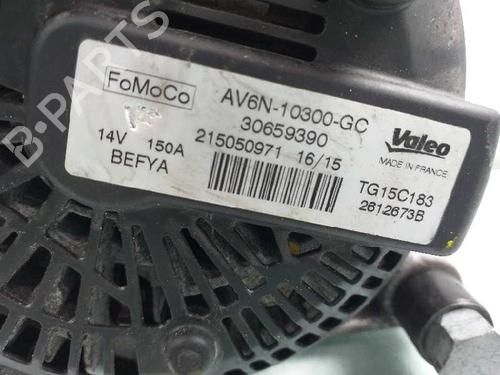 B-PARTS
FoMoCo
AV6N-10300-GC
30659390
14V 150A
215050971 16/15
BEFYA
Valeo
MADE IN FRANCE
TG15C183
2612673B